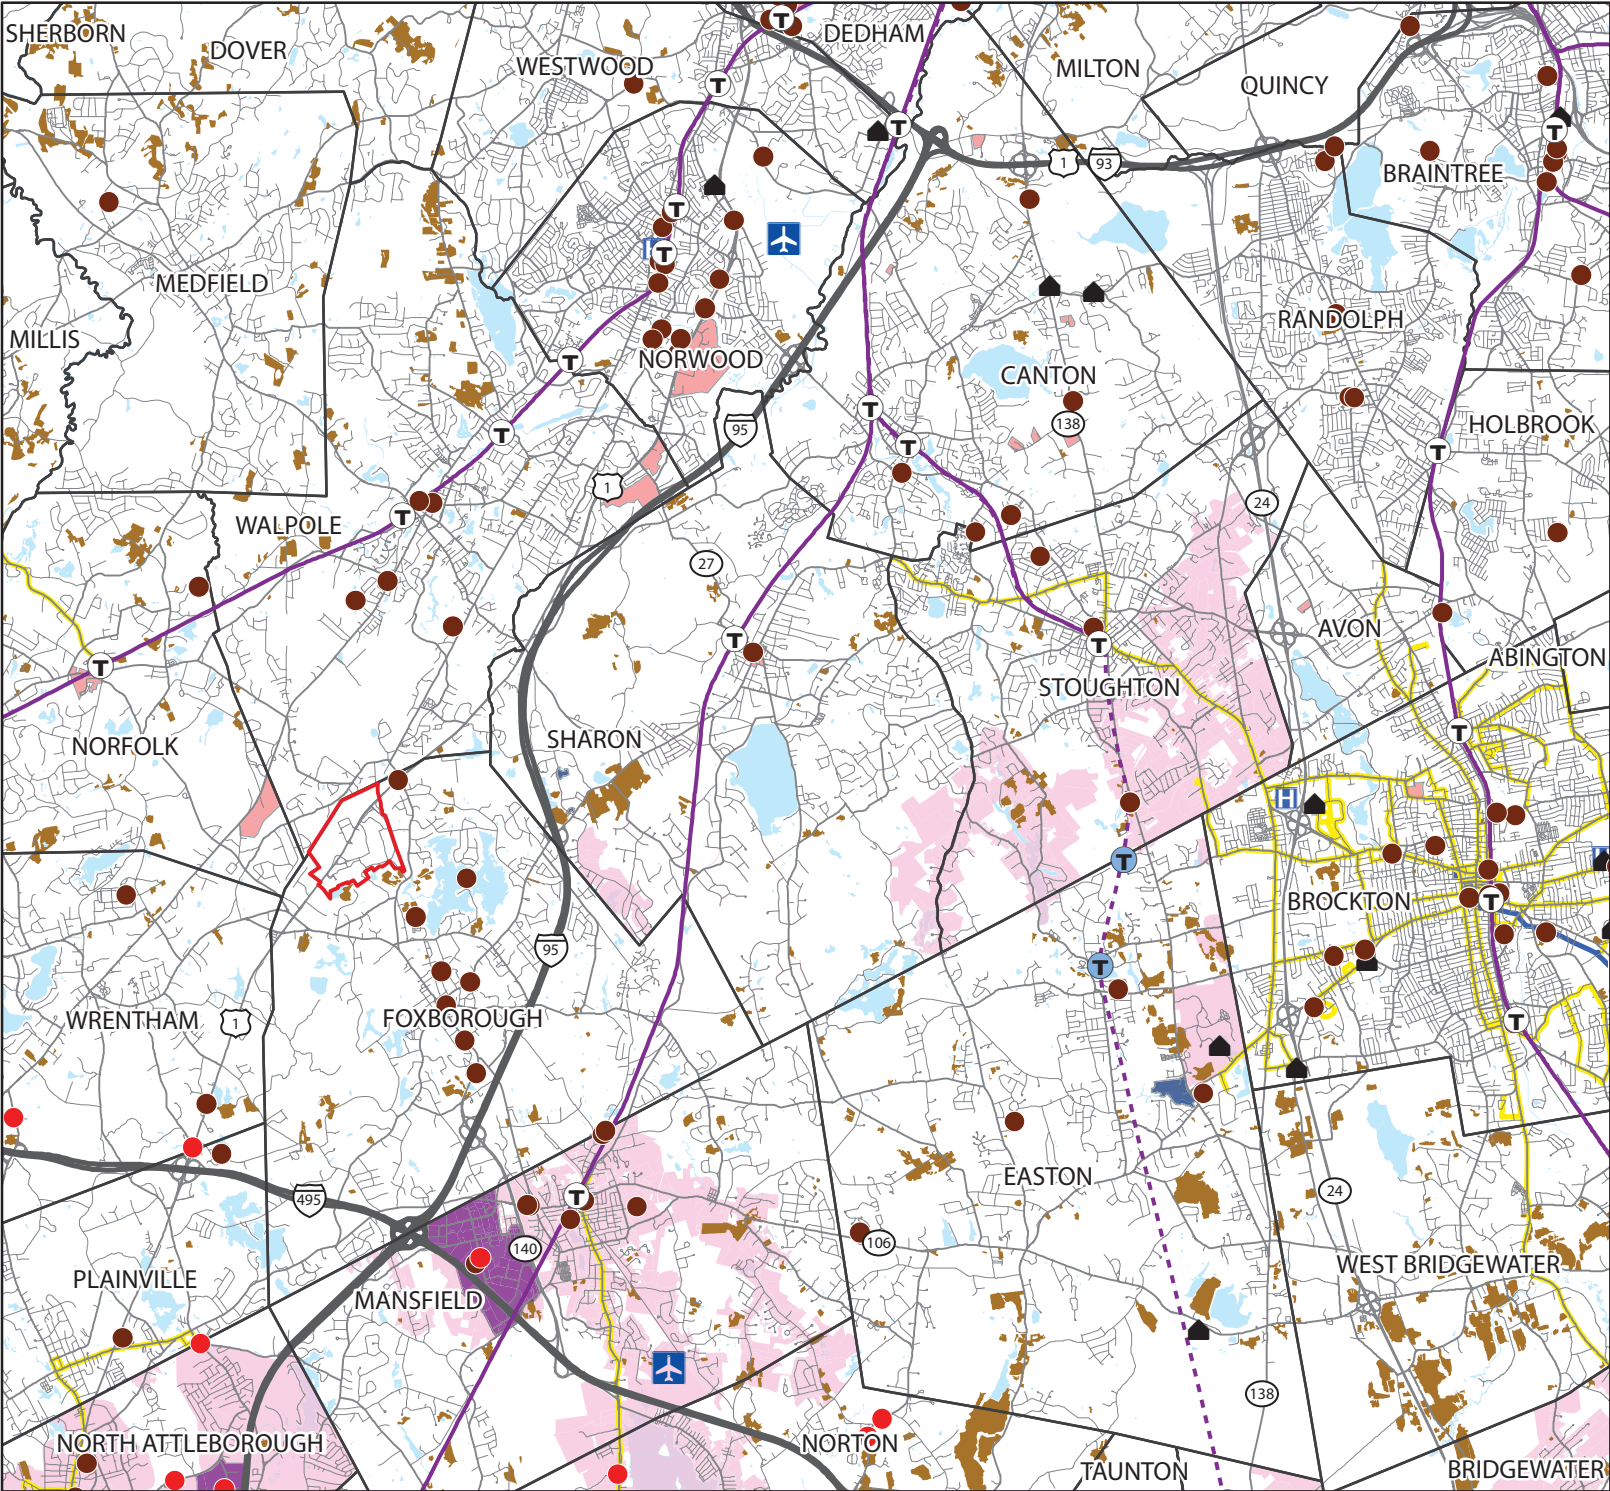 SHERBORN
DOVER
WESTWOOD
T
DEDHAM
MILTON
QUINCY
T
T
1
93
T
BRAINTREE
MEDFIELD
T
H
T
MILLIS
NORWOOD
T
RANDOLPH
CANTON
138
T
HOLBROOK
T
95
T
T
1
WALPOLE
T
24
27
T
AVON
T
T
ABINGTON
STOUGHTON
NORFOLK
SHARON
T
H
T
BROCKTON
T
T
95
WRENTHAM
1
FOXBOROUGH
T
EASTON
495
T
24
140
106
PLAINVILLE
MANSFIELD
WEST BRIDGEWATER
138
NORTH ATTLEBOROUGH
NORTON
TAUNTON
BRIDGEWATER